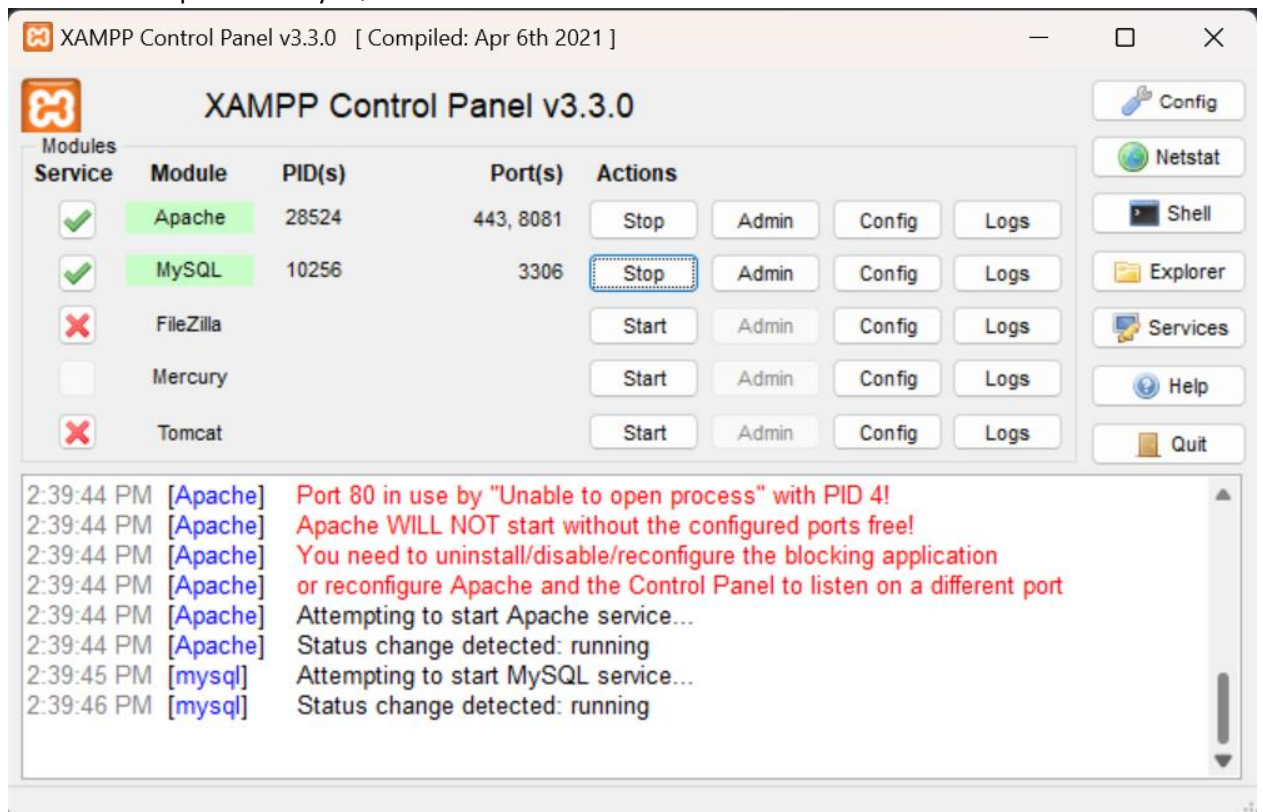 XAMPP Control Panel v3.3.0 [ Compiled: Apr 6th 2021 ]
XAMPP Control Panel v3.3.0
Config
Modules
Service Module PID(s) Port(s) Actions
Netstat
Apache 28524 443, 8081 Stop Admin Config Logs
Shell
MySQL 10256 3306 Stop Admin Config Logs
Explorer
FileZilla Start Admin Config Logs
Services
Mercury Start Admin Config Logs
Help
Tomcat Start Admin Config Logs
Quit
2:39:44 PM [Apache] Port 80 in use by "Unable to open process" with PID 4!
2:39:44 PM [Apache] Apache WILL NOT start without the configured ports free!
2:39:44 PM [Apache] You need to uninstall/disable/reconfigure the blocking application
2:39:44 PM [Apache] or reconfigure Apache and the Control Panel to listen on a different port
2:39:44 PM [Apache] Attempting to start Apache service...
2:39:44 PM [Apache] Status change detected: running
2:39:45 PM [mysql] Attempting to start MySQL service...
2:39:46 PM [mysql] Status change detected: running